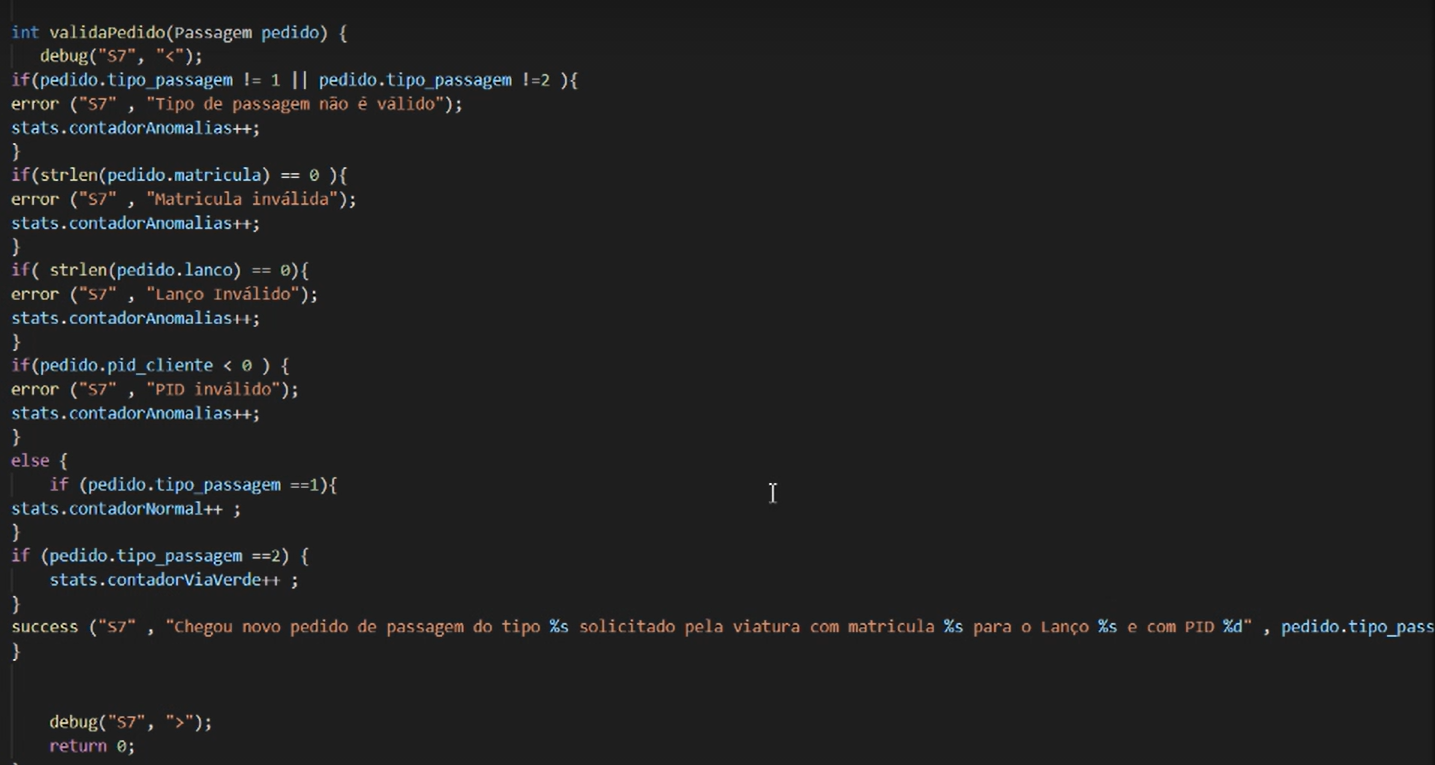 int validaPedido(Passagem pedido) {
debug("S7", "<");
if(pedido.tipo_passagem != 1 || pedido.tipo_passagem !=2 ){
error ("S7" , "Tipo de passagem não é válido");
stats.contadorAnomalias++;
}
if(strlen(pedido.matricula) == 0 ){
error ("S7" , "Matricula inválida");
stats.contadorAnomalias++;
}
if( strlen(pedido.lanco) == 0){
error ("S7" , "Lanço Inválido");
stats.contadorAnomalias++;
}
if(pedido.pid_cliente < 0 ) {
error ("S7" , "PID inválido");
stats.contadorAnomalias++;
}
else {
if (pedido.tipo_passagem ==1){
stats.contadorNormal++ ;
}
if (pedido.tipo_passagem ==2) {
stats.contadorViaVerde++ ;
}
success ("S7" , "Chegou novo pedido de passagem do tipo %s solicitado pela viatura com matricula %s para o Lanço %s e com PID %d" , pedido.tipo_pass
}
debug("S7", ">");
return 0;